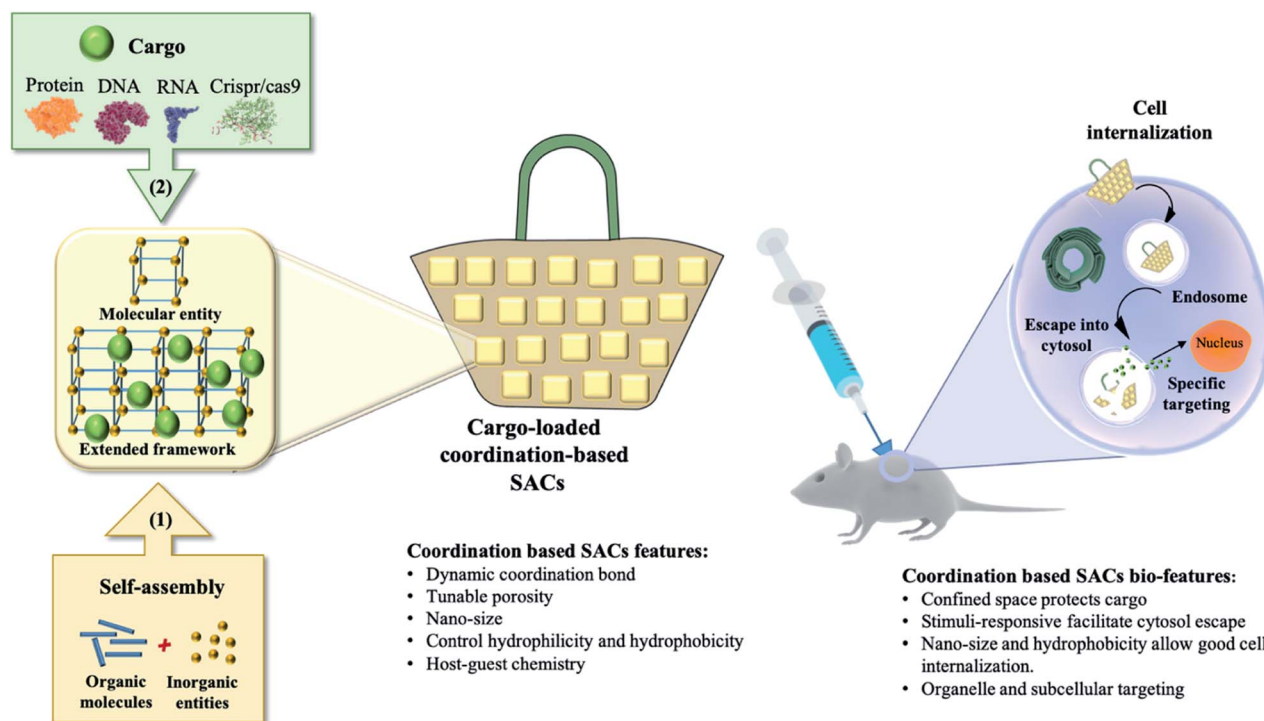 Cargo
Protein DNA RNA Crispr/cas9
(2)
Molecular entity
Extended framework
(1)
Self-assembly
+
Organic
molecules
Inorganic
entities
Cargo-loaded
coordination-based
SACs
Coordination based SACs features:
• Dynamic coordination bond
• Tunable porosity
• Nano-size
• Control hydrophilicity and hydrophobicity
• Host-guest chemistry
Cell
internalization
Endosome
Escape into
cytosol
Nucleus
Specific
targeting
Coordination based SACs bio-features:
• Confined space protects cargo
• Stimuli-responsive facilitate cytosol escape
• Nano-size and hydrophobicity allow good cell
internalization.
• Organelle and subcellular targeting